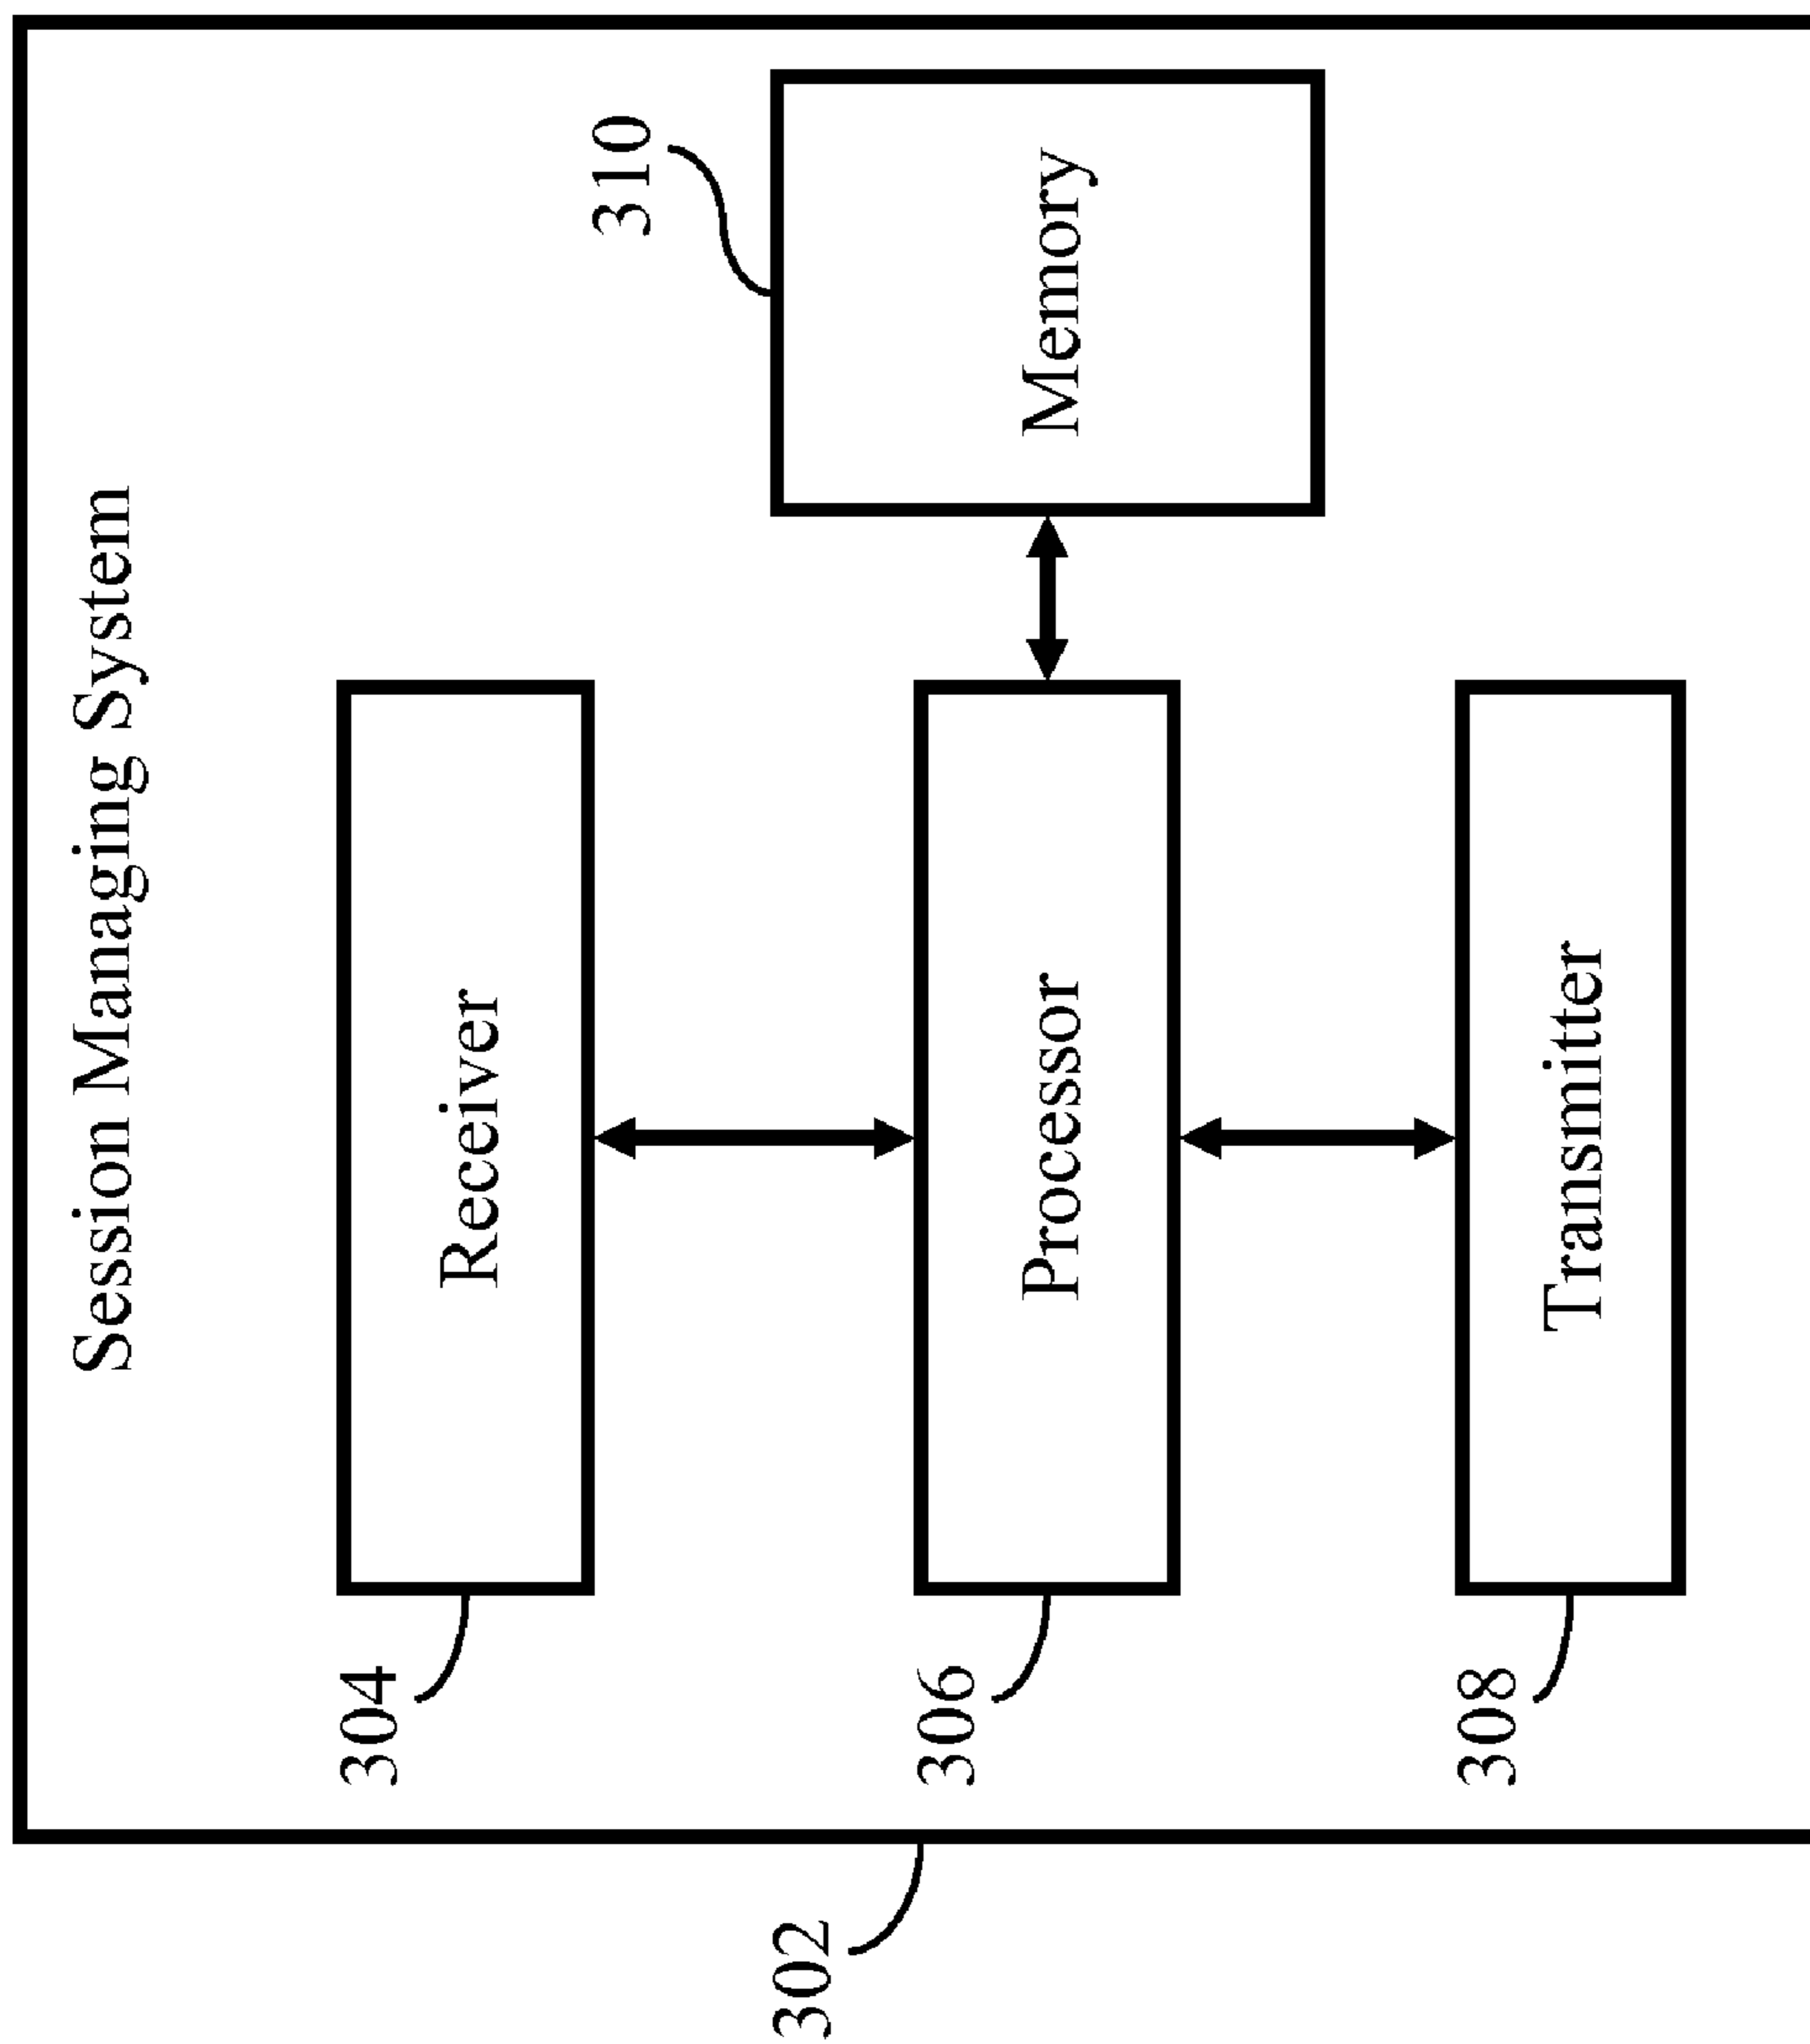 Session Managing System
304
Receiver
310
306
Processor
Memory
308
Transmitter
302